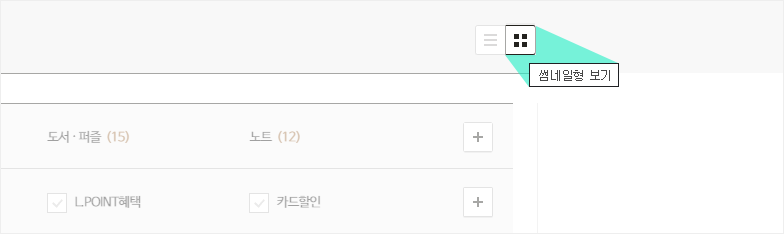 썸네일형 보기
도서 · 퍼즐 (15) 노트 (12)
L.POINT혜택 카드할인